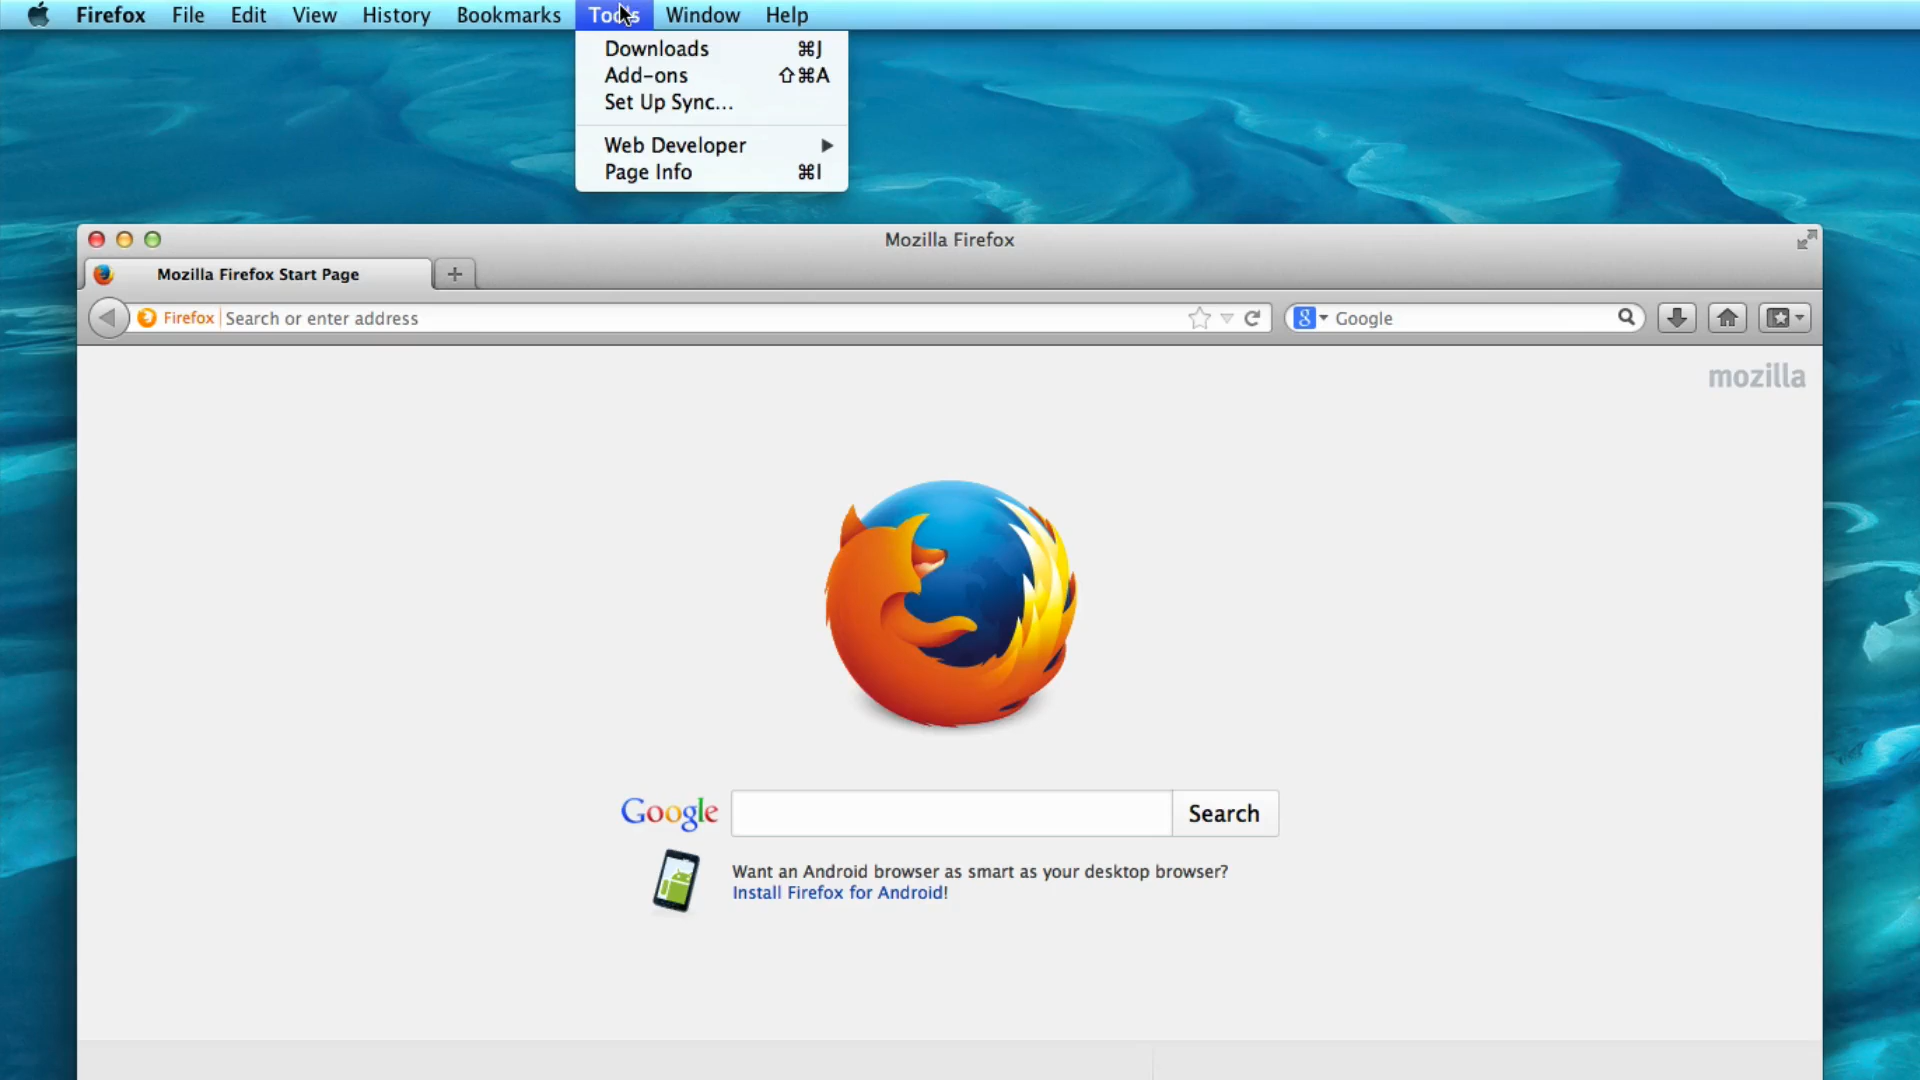 Firefox File Edit View History Bookmarks Tools Window Help
Downloads ⌘J
Add-ons ⇧⌘A
Set Up Sync...
Web Developer ▶
Page Info ⌘I
Mozilla Firefox
Mozilla Firefox Start Page
Firefox Search or enter address
Google
mozilla
Google Search
Want an Android browser as smart as your desktop browser?
Install Firefox for Android!